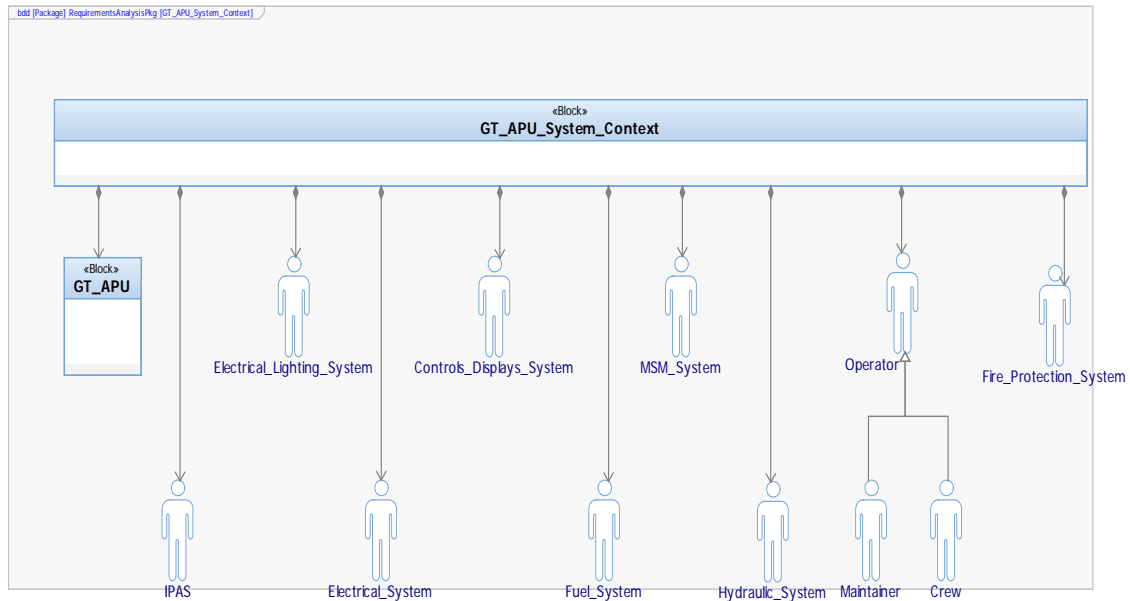 bdd [Package] RequirementsAnalysisPkg [GT_APU_System_Context]
«Block»
GT_APU_System_Context
«Block»
GT_APU
Electrical_Lighting_System
Controls_Displays_System
MSM_System
Operator
Fire_Protection_System
IPAS
Electrical_System
Fuel_System
Hydraulic_System
Maintainer
Crew